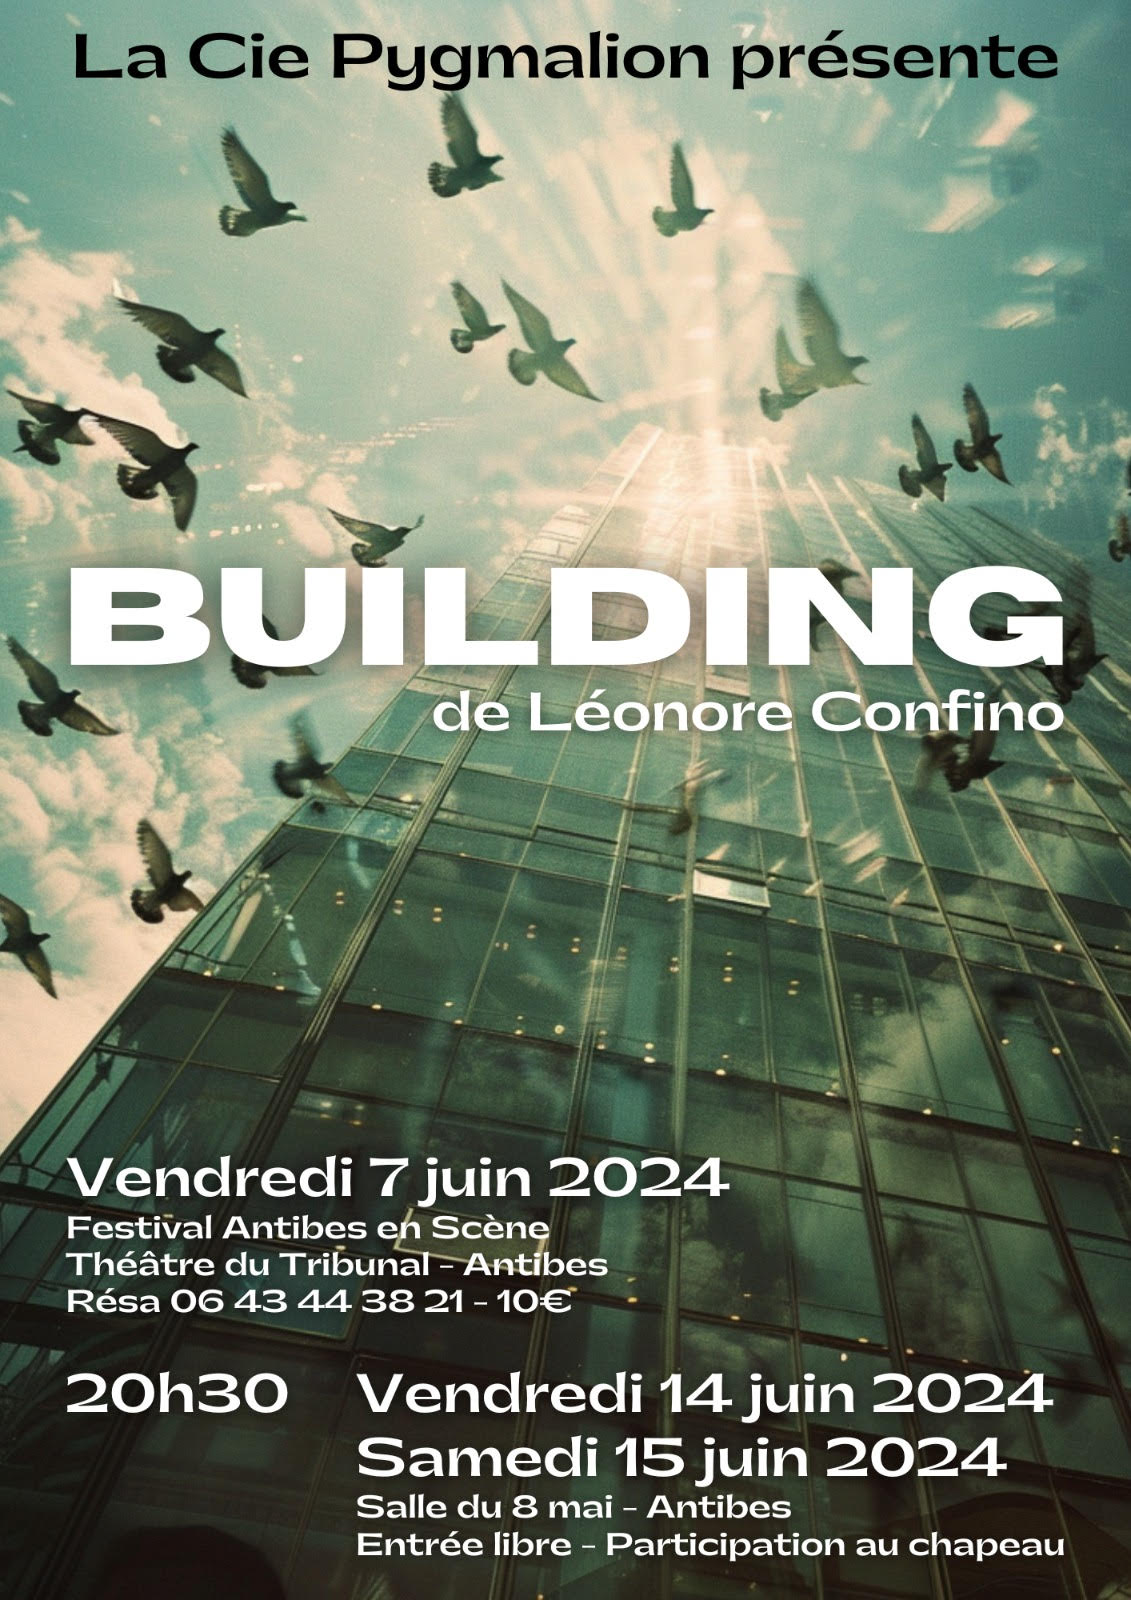 La Cie Pygmalion présente
BUILDING
de Léonore Confino
Vendredi 7 juin 2024
Festival Antibes en Scène
Théâtre du Tribunal - Antibes
Résa 06 43 44 38 21 - 10€
20h30
Vendredi 14 juin 2024
Samedi 15 juin 2024
Salle du 8 mai - Antibes
Entrée libre - Participation au chapeau